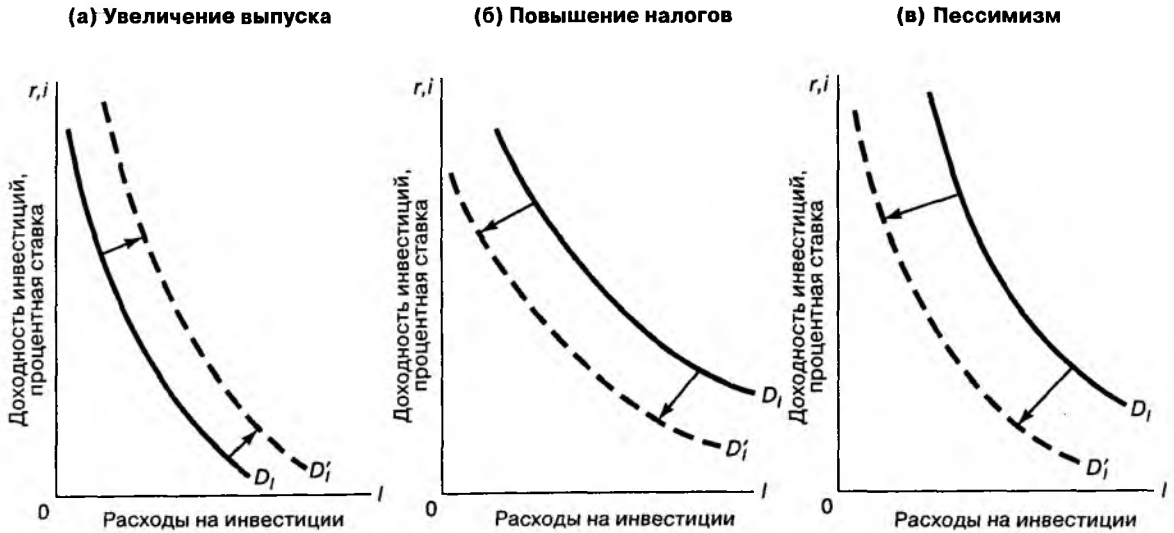 (а) Увеличение выпуска
r,i
Доходность инвестиций,
процентная ставка
D_I
D'_I
0
I
Расходы на инвестиции
(б) Повышение налогов
r,i
Доходность инвестиций,
процентная ставка
D_I
D'_I
0
I
Расходы на инвестиции
(в) Пессимизм
r,i
Доходность инвестиций,
процентная ставка
D_I
D'_I
0
I
Расходы на инвестиции